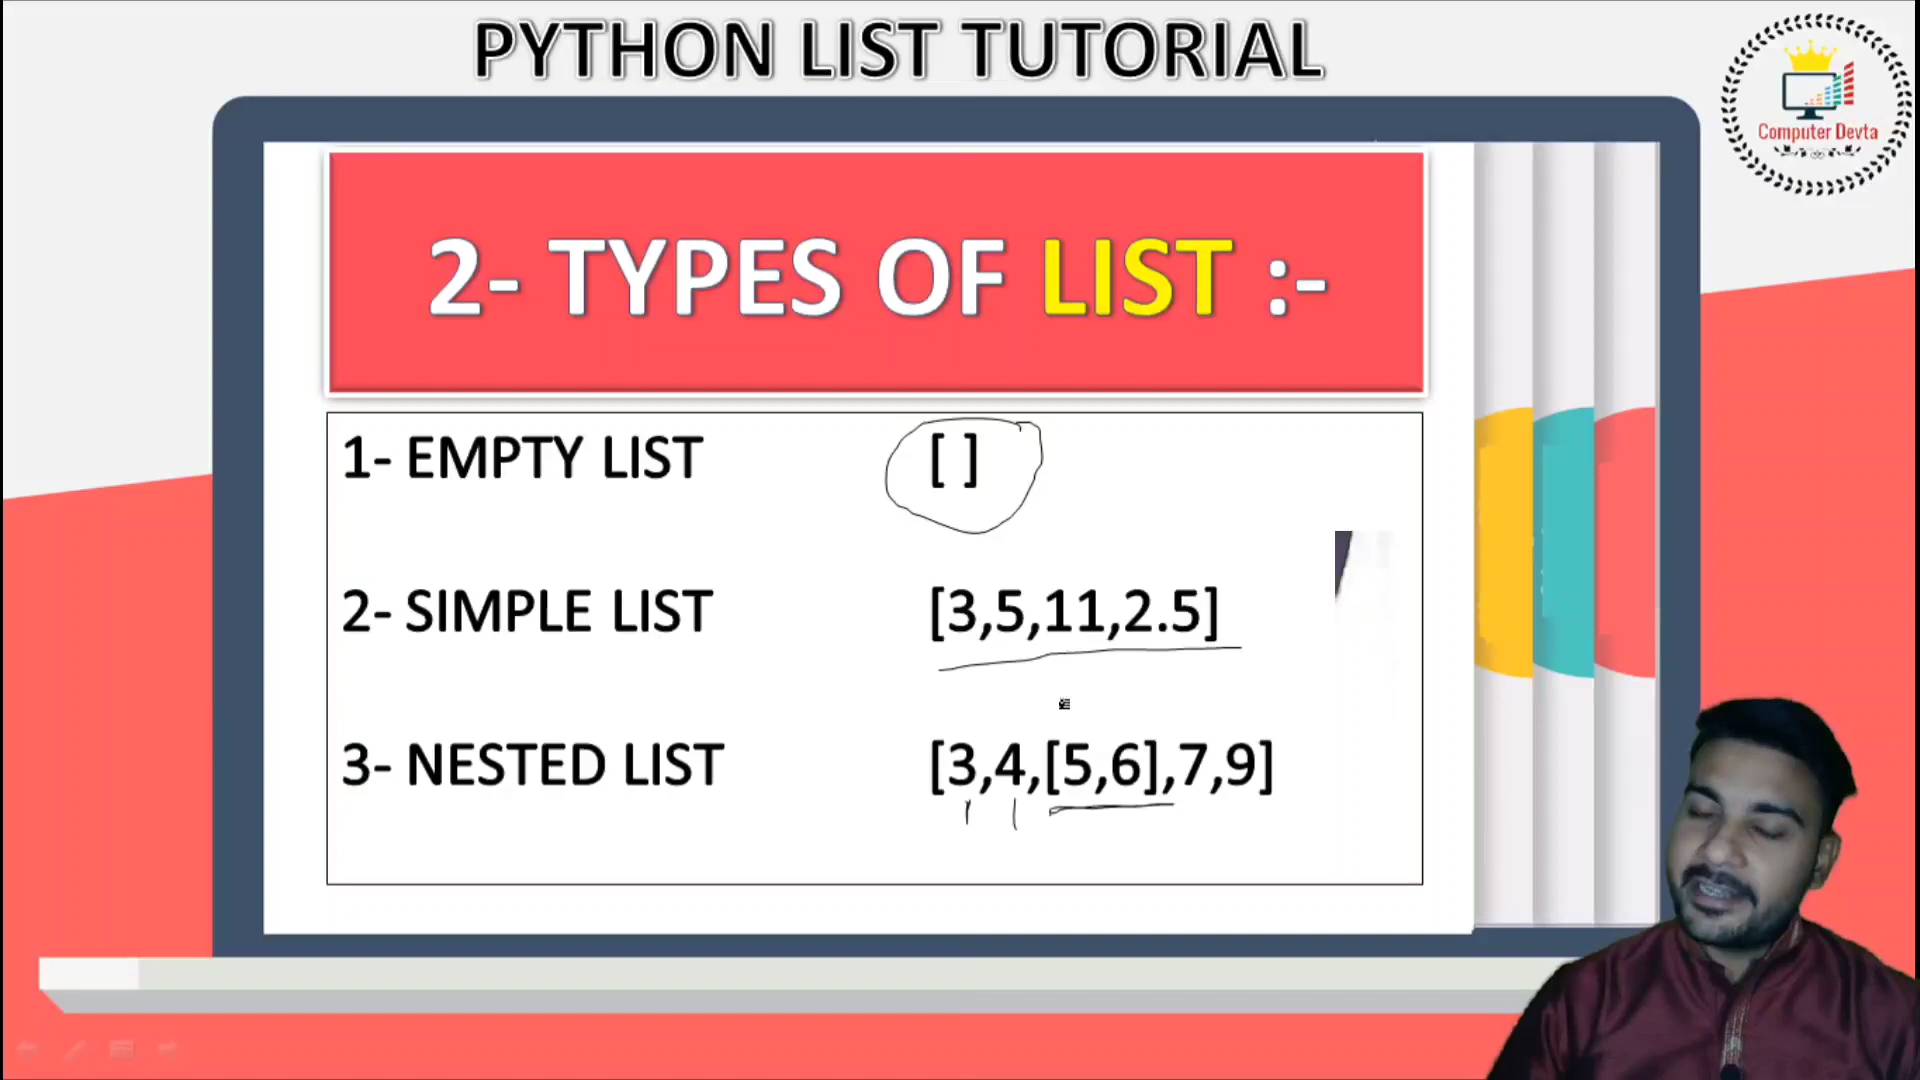 PYTHON LIST TUTORIAL
Computer Devta
2- TYPES OF LIST :-
1- EMPTY LIST [ ]
2- SIMPLE LIST [3,5,11,2.5]
3- NESTED LIST [3,4,[5,6],7,9]